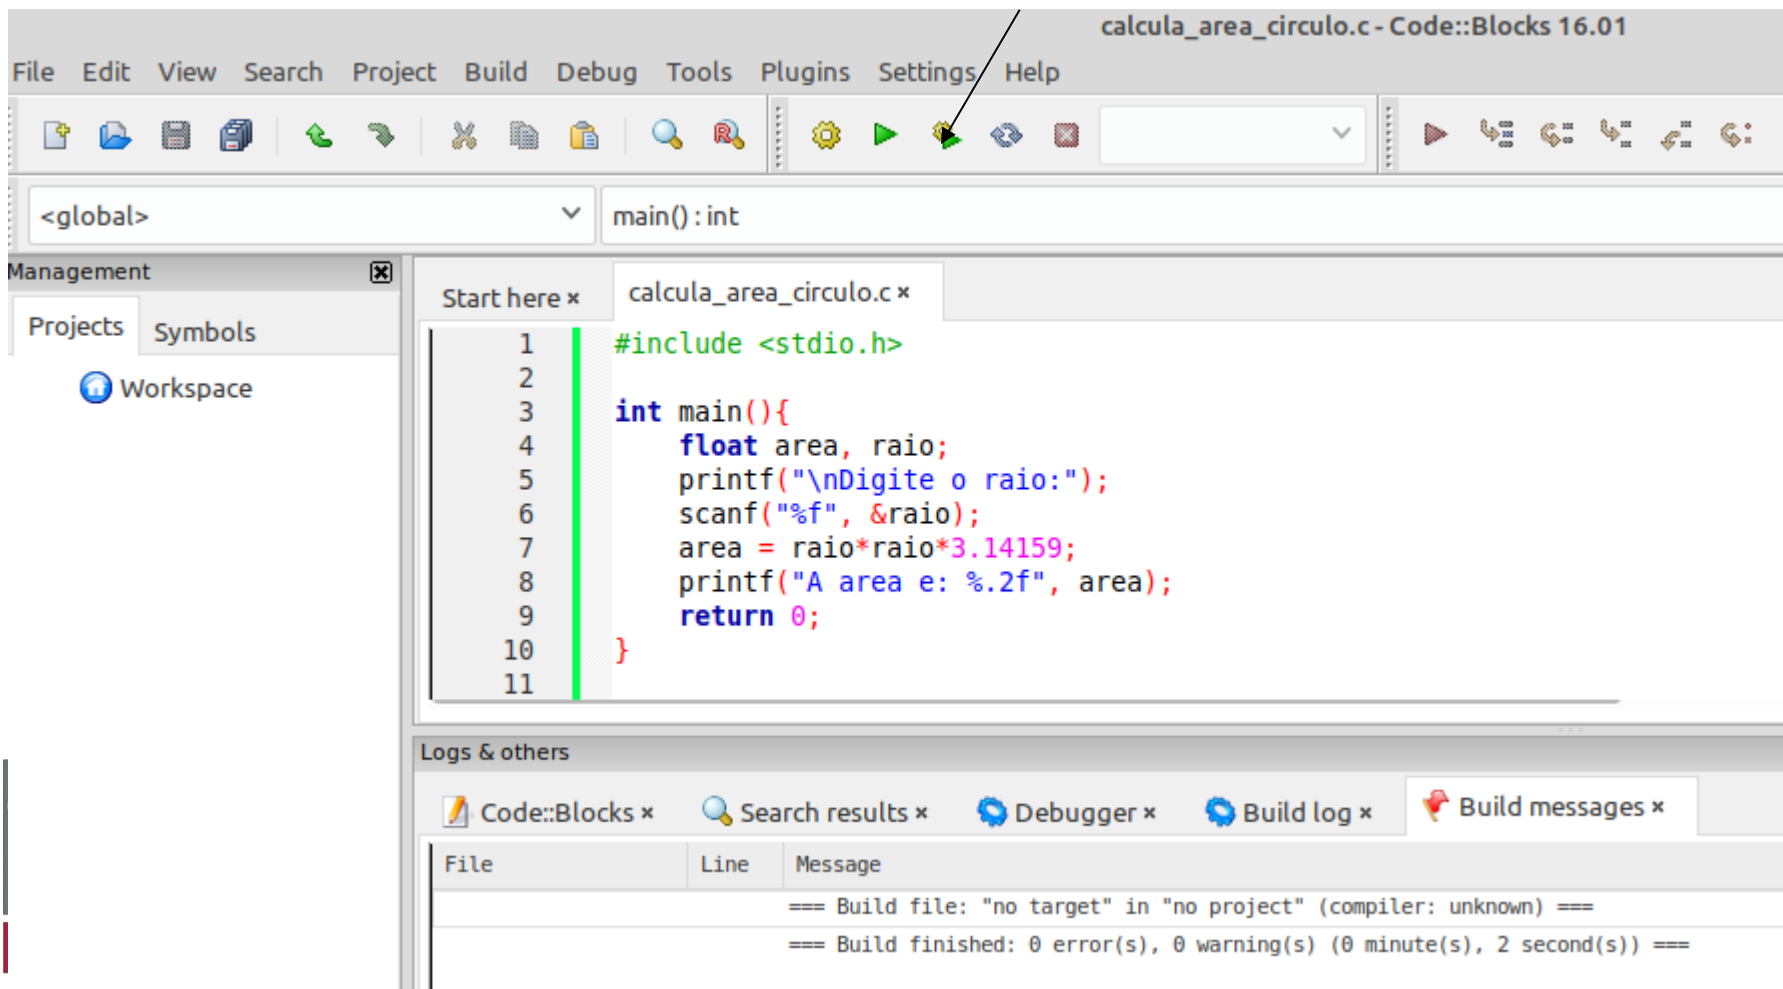 calcula_area_circulo.c - Code::Blocks 16.01
File Edit View Search Project Build Debug Tools Plugins Settings Help
<global> main() : int
Management
Projects Symbols
Workspace
Start here × calcula_area_circulo.c ×
1 #include <stdio.h>
2
3 int main(){
4 float area, raio;
5 printf("\nDigite o raio:");
6 scanf("%f", &raio);
7 area = raio*raio*3.14159;
8 printf("A area e: %.2f", area);
9 return 0;
10 }
11
Logs & others
Code::Blocks × Search results × Debugger × Build log × Build messages ×
File Line Message
=== Build file: "no target" in "no project" (compiler: unknown) ===
=== Build finished: 0 error(s), 0 warning(s) (0 minute(s), 2 second(s)) ===